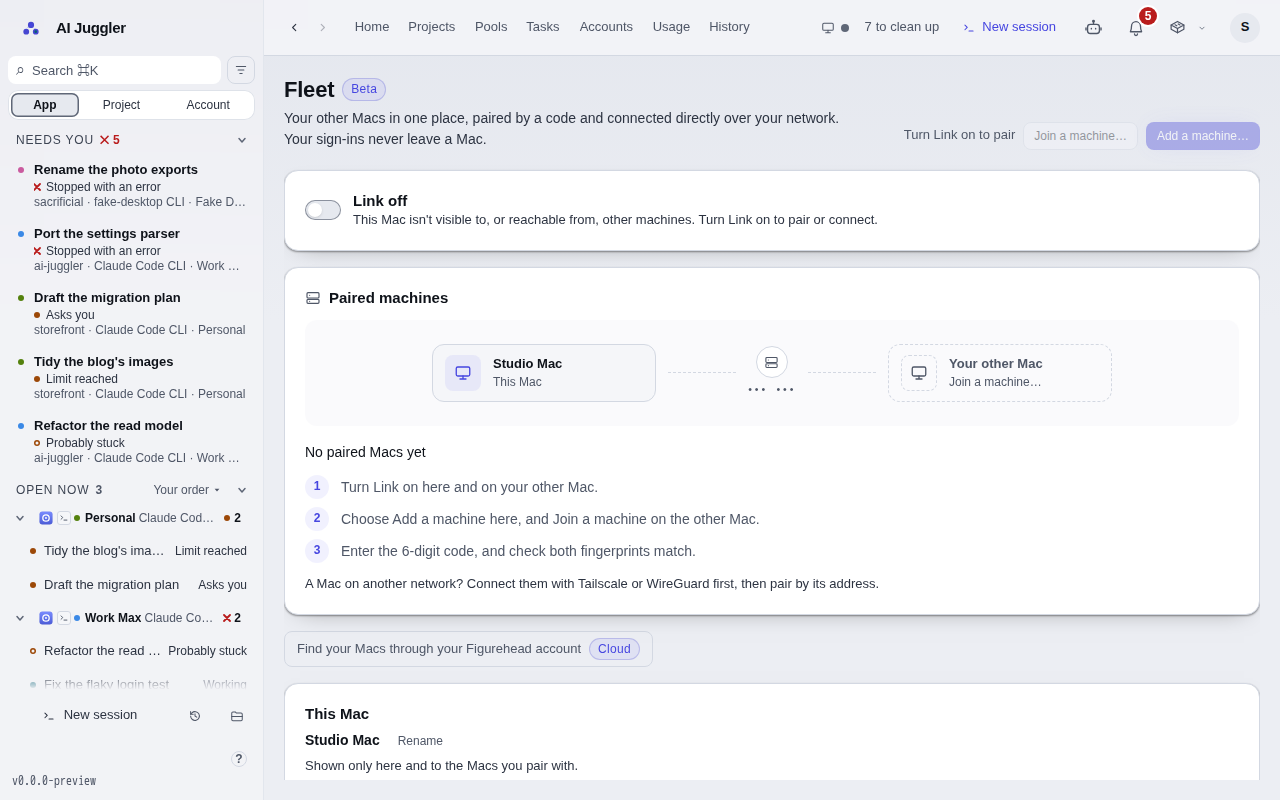 AI Juggler
Search ⌘K
App
Project
Account
NEEDS YOU 5
Rename the photo exports
Stopped with an error
sacrificial · fake-desktop CLI · Fake D…
Port the settings parser
Stopped with an error
ai-juggler · Claude Code CLI · Work …
Draft the migration plan
Asks you
storefront · Claude Code CLI · Personal
Tidy the blog's images
Limit reached
storefront · Claude Code CLI · Personal
Refactor the read model
Probably stuck
ai-juggler · Claude Code CLI · Work …
OPEN NOW 3 Your order
Personal Claude Cod… 2
Tidy the blog's ima… Limit reached
Draft the migration plan Asks you
Work Max Claude Co… 2
Refactor the read … Probably stuck
Fix the flaky login test Working
New session
?
v0.0.0-preview
Home
Projects
Pools
Tasks
Accounts
Usage
History
7 to clean up
New session
5
S
Fleet Beta
Your other Macs in one place, paired by a code and connected directly over your network.
Your sign-ins never leave a Mac.
Turn Link on to pair
Join a machine…
Add a machine…
Link off
This Mac isn't visible to, or reachable from, other machines. Turn Link on to pair or connect.
Paired machines
Studio Mac
This Mac
••• •••
Your other Mac
Join a machine…
No paired Macs yet
1 Turn Link on here and on your other Mac.
2 Choose Add a machine here, and Join a machine on the other Mac.
3 Enter the 6-digit code, and check both fingerprints match.
A Mac on another network? Connect them with Tailscale or WireGuard first, then pair by its address.
Find your Macs through your Figurehead account Cloud
This Mac
Studio Mac Rename
Shown only here and to the Macs you pair with.